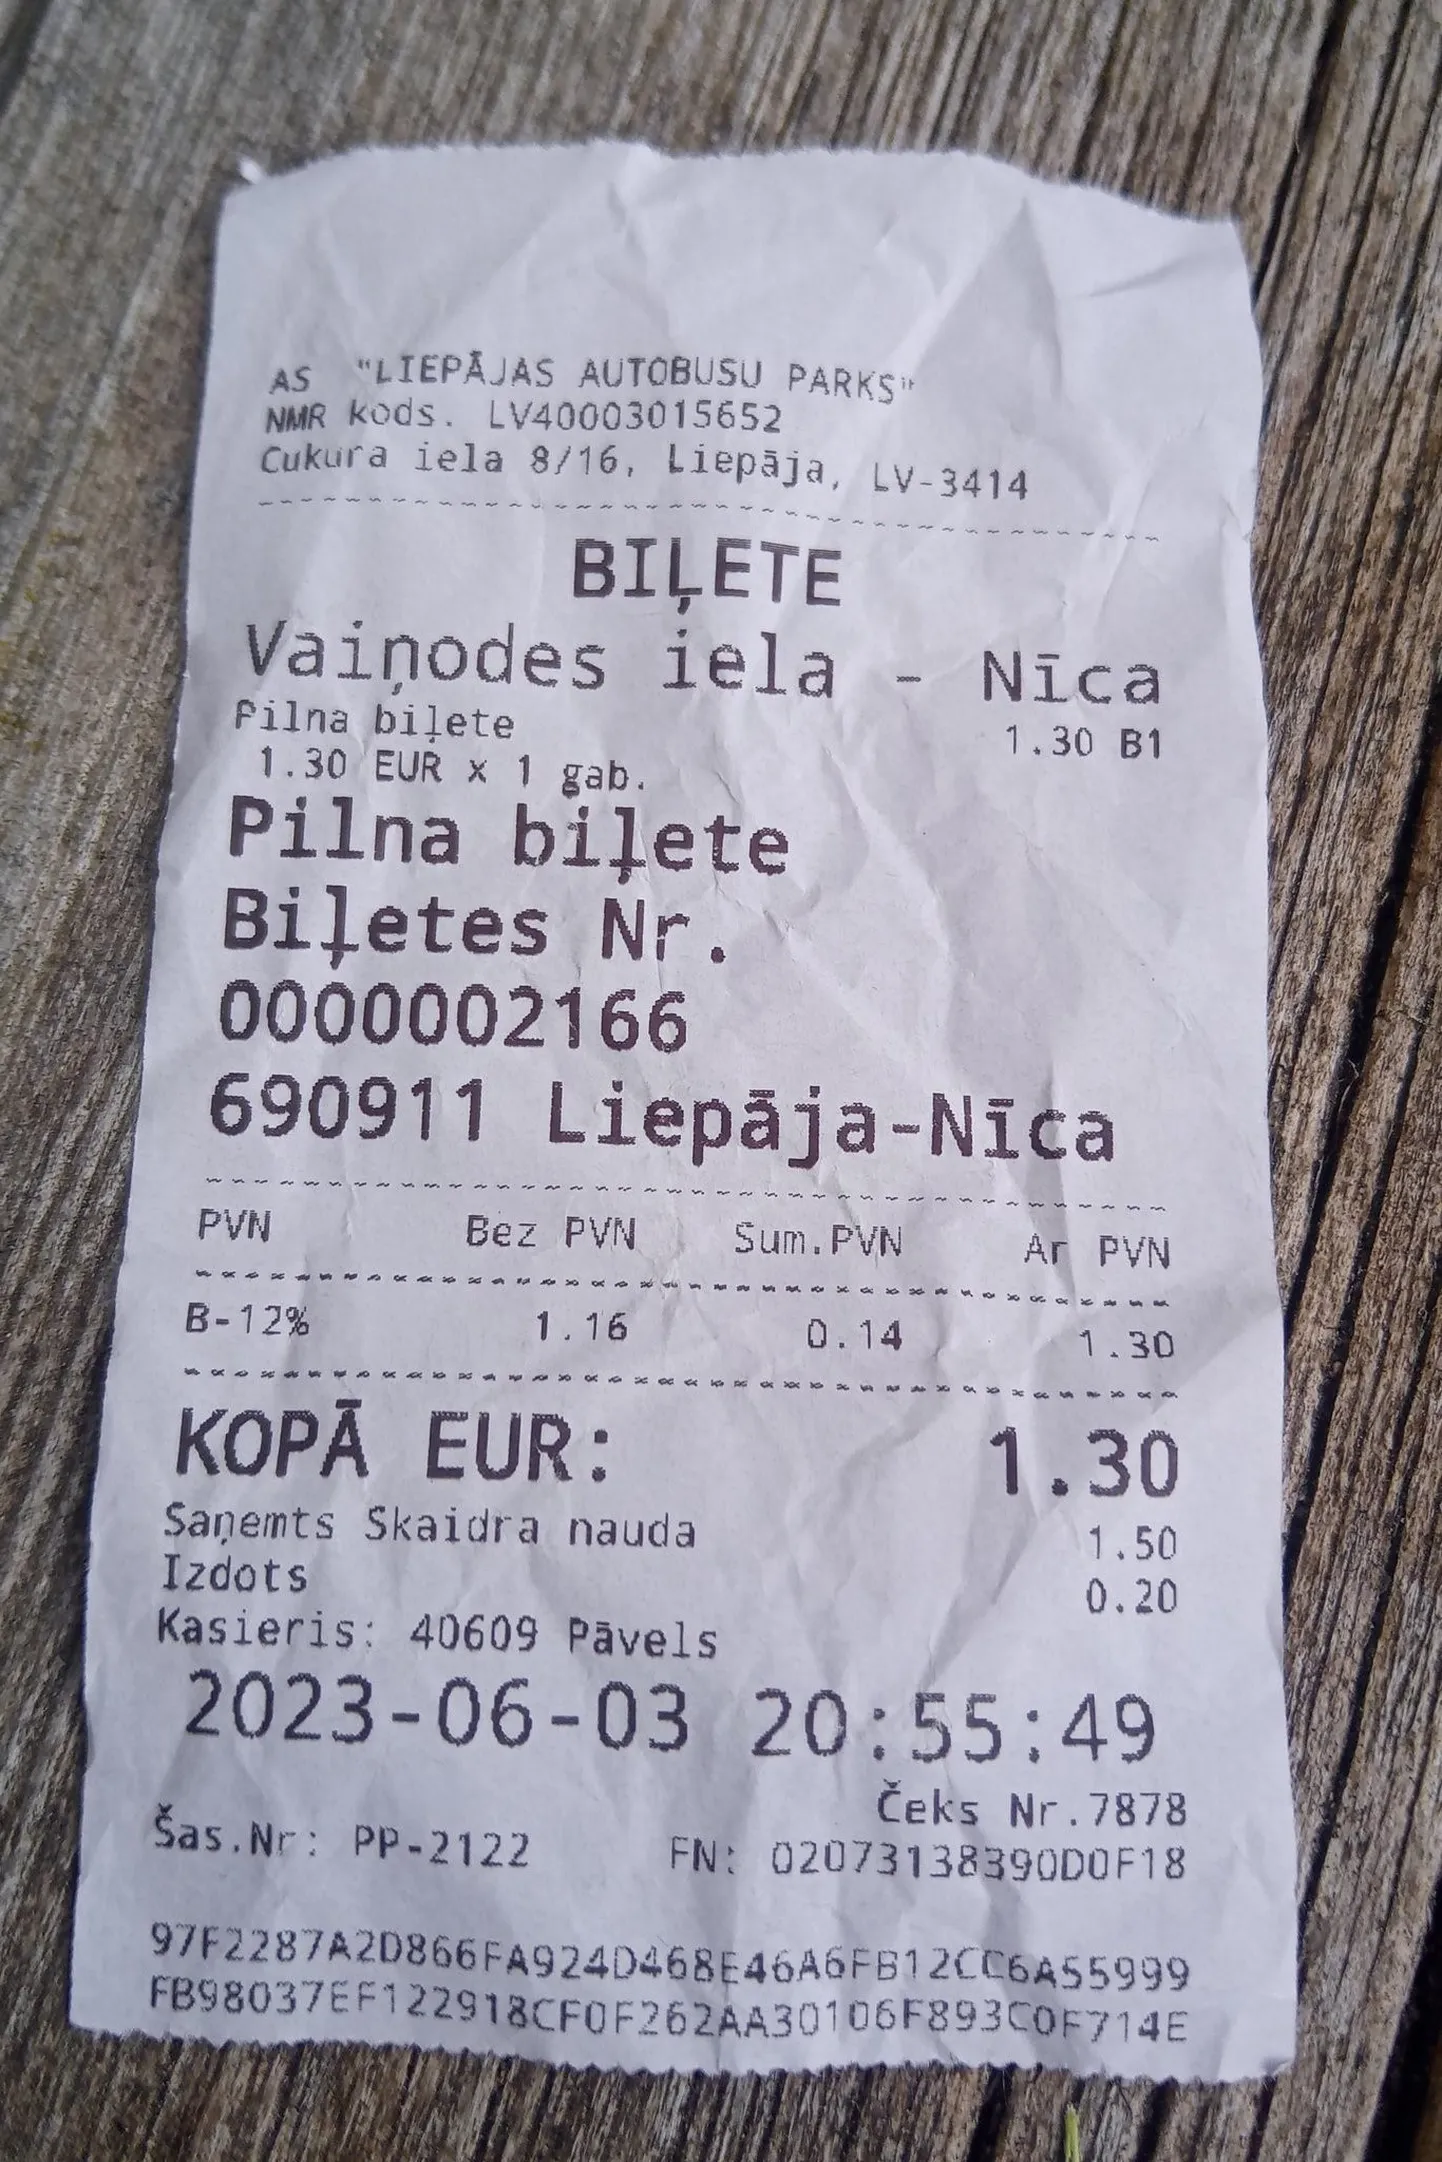 AS "LIEPĀJAS AUTOBUSU PARKS"
NMR kods. LV40003015652
Cukura iela 8/16, Liepāja, LV-3414
BIĻETE
Vaiņodes iela - Nīca
Pilna biļete 1.30 B1
1.30 EUR x 1 gab.
Pilna biļete
Biļetes Nr.
0000002166
690911 Liepāja-Nīca
PVN Bez PVN Sum.PVN Ar PVN
B-12% 1.16 0.14 1.30
KOPĀ EUR: 1.30
Saņemts Skaidra nauda 1.50
Izdots 0.20
Kasieris: 40609 Pāvels
2023-06-03 20:55:49
Čeks Nr.7878
Šas.Nr: PP-2122 FN: 02073138390D0F18
97F2287A2D866FA924D468E46A6FB12CC6A55999
FB98037EF122918CF0F262AA30106F893C0F714E